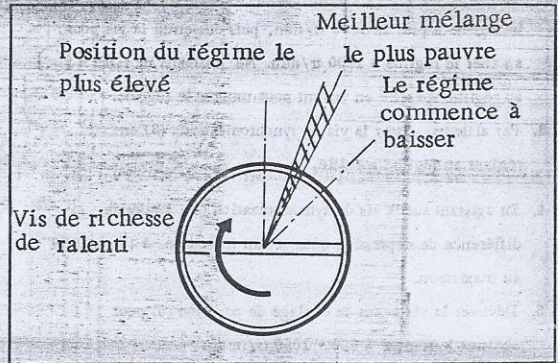 Meilleur mélange
le plus pauvre
Position du régime le
plus élevé
Le régime
commence à
baisser
Vis de richesse
de ralenti